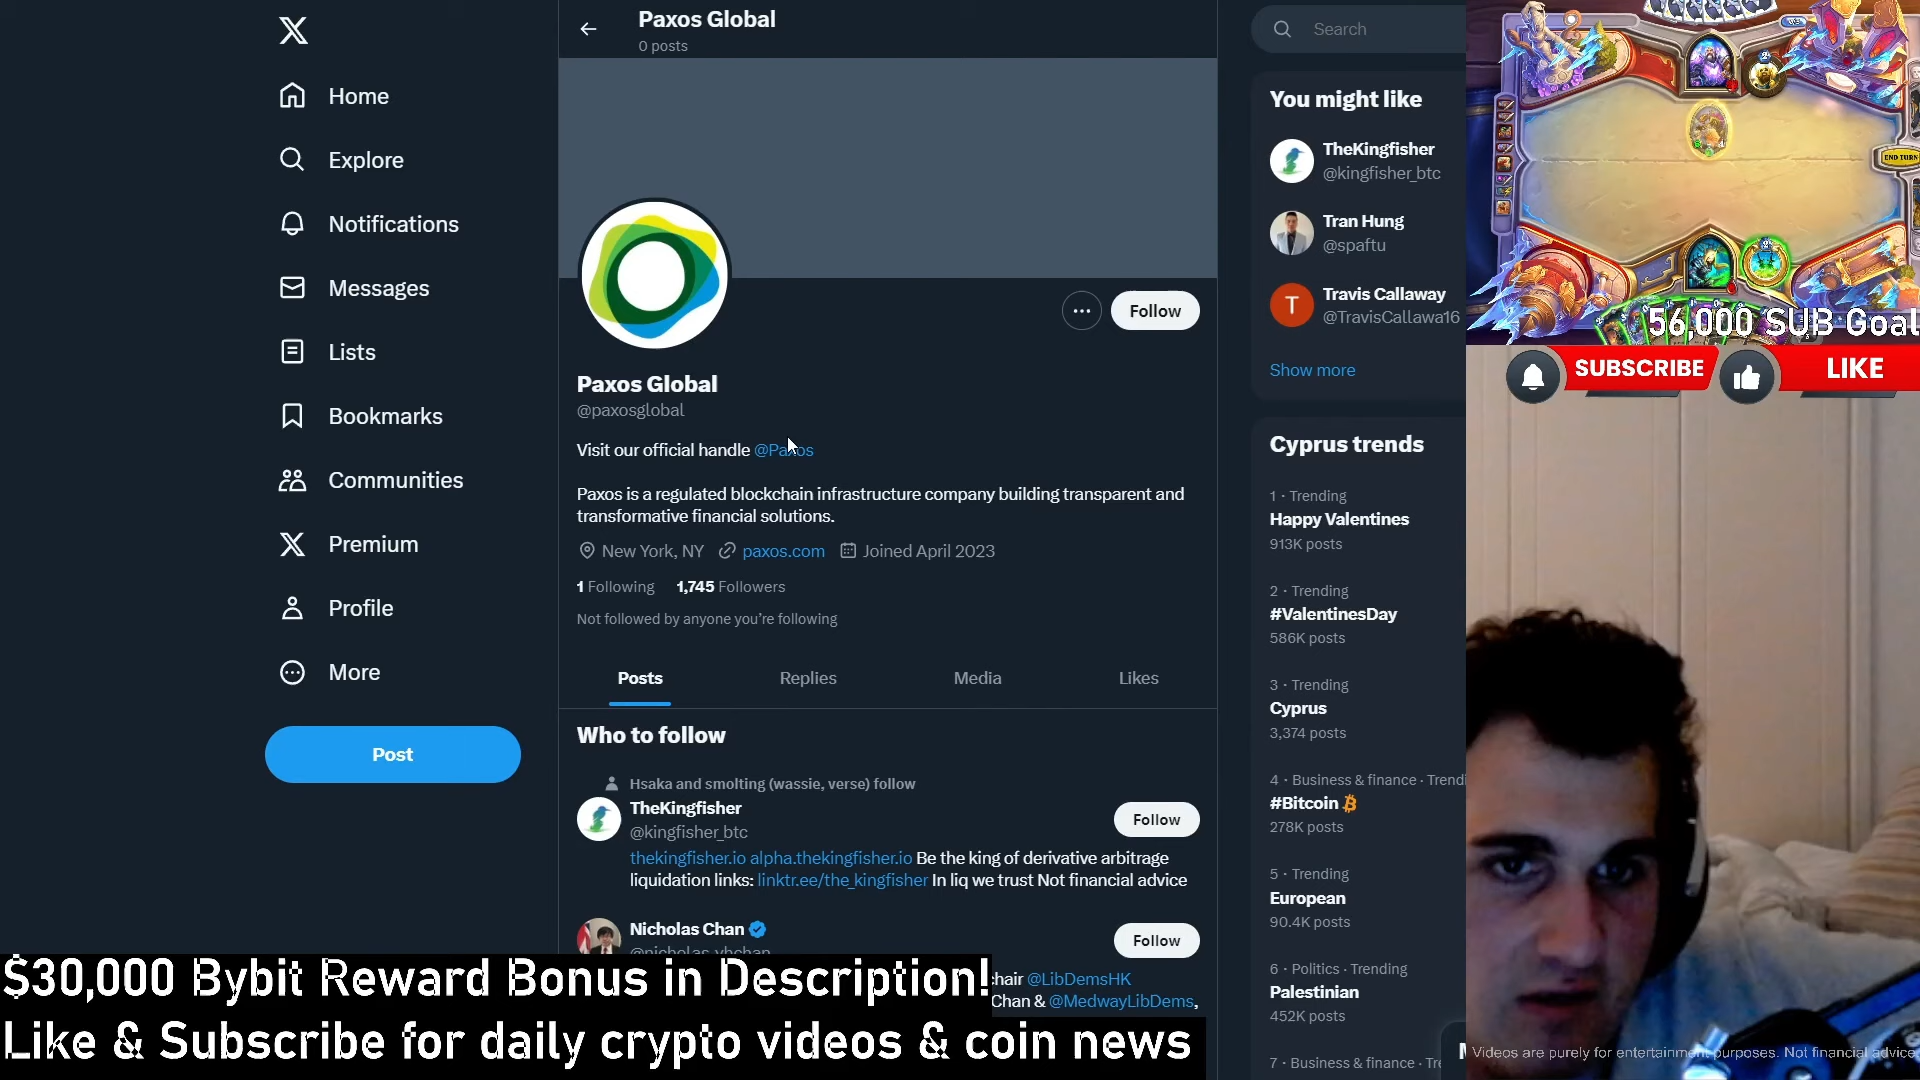 Home
Explore
Notifications
Messages
Lists
Bookmarks
Communities
Premium
Profile
More
Post
Paxos Global
0 posts
Follow
Paxos Global
@paxosglobal
Visit our official handle @Paxos
Paxos is a regulated blockchain infrastructure company building transparent and
transformative financial solutions.
New York, NY paxos.com Joined April 2023
1 Following 1,745 Followers
Not followed by anyone you're following
Posts Replies Media Likes
Who to follow
Hsaka and smolting (wassie, verse) follow
TheKingfisher
@kingfisher_btc
Follow
thekingfisher.io alpha.thekingfisher.io Be the king of derivative arbitrage
liquidation links: linktr.ee/the_kingfisher In liq we trust Not financial advice
Nicholas Chan
@nicholas_vhchan
Follow
chair @LibDemsHK
Chan & @MedwayLibDems,
Search
You might like
TheKingfisher
@kingfisher_btc
Tran Hung
@spaftu
T
Travis Callaway
@TravisCallawa16
Show more
Cyprus trends
1 · Trending
Happy Valentines
913K posts
2 · Trending
#ValentinesDay
586K posts
3 · Trending
Cyprus
3,374 posts
4 · Business & finance · Trendi
#Bitcoin
278K posts
5 · Trending
European
90.4K posts
6 · Politics · Trending
Palestinian
452K posts
7 · Business & finance · Tre
END TURN
56,000 SUB Goal
SUBSCRIBE
LIKE
$30,000 Bybit Reward Bonus in Description!
Like & Subscribe for daily crypto videos & coin news
Videos are purely for entertainment purposes. Not financial advice